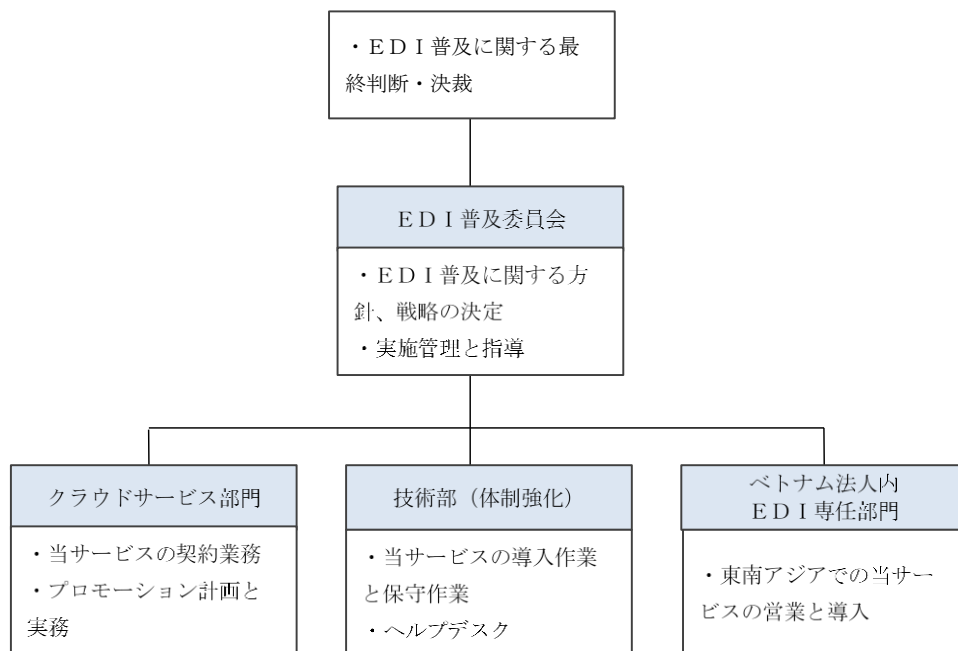 ・ＥＤＩ普及に関する最
終判断・決裁
ＥＤＩ普及委員会
・ＥＤＩ普及に関する方
針、戦略の決定
・実施管理と指導
クラウドサービス部門
・当サービスの契約業務
・プロモーション計画と
実務
技術部（体制強化）
・当サービスの導入作業
と保守作業
・ヘルプデスク
ベトナム法人内
ＥＤＩ専任部門
・東南アジアでの当サー
ビスの営業と導入